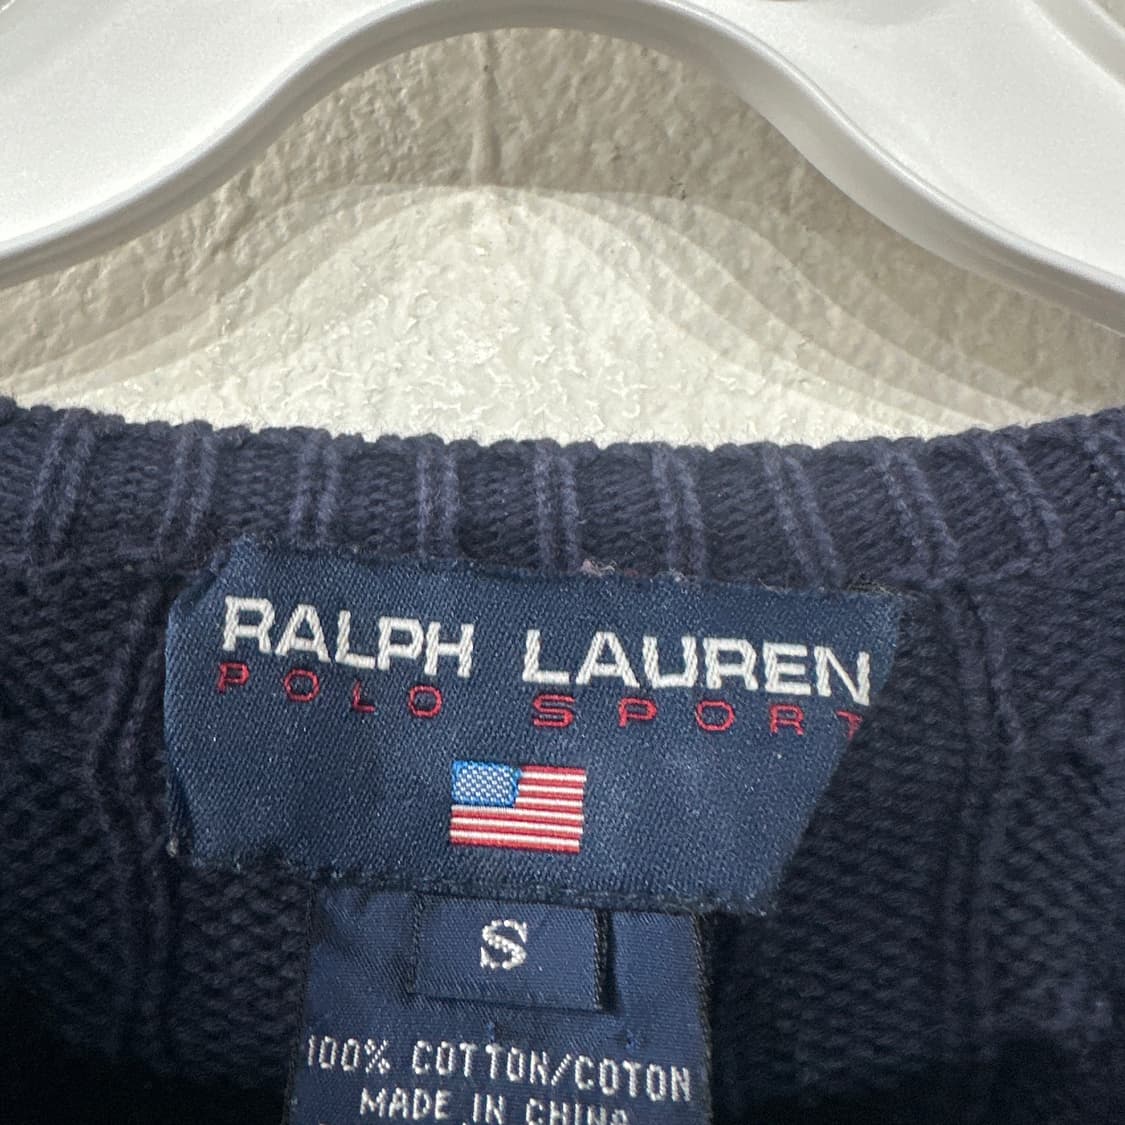 RALPH LAUREN
POLO SPORT
S
100% COTTON/COTON
MADE IN CHINA